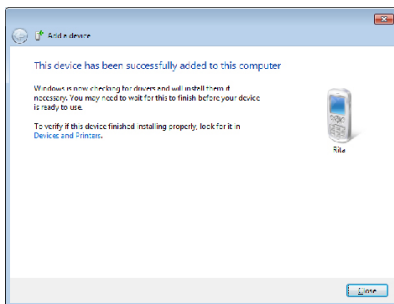 Add a device
This device has been successfully added to this computer
Windows is now checking for drivers and will install them if
necessary. You may need to wait for this to finish before your device
is ready to use.
To verify if this device finished installing properly, look for it in
Devices and Printers.
Rita
Close